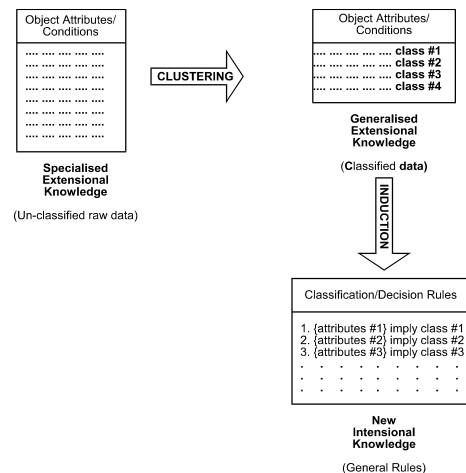 Object Attributes/
Conditions
.... .... .... .... ....
.... .... .... .... ....
.... .... .... .... ....
.... .... .... .... ....
.... .... .... .... ....
.... .... .... .... ....
.... .... .... .... ....
.... .... .... .... ....
Specialised
Extensional
Knowledge
(Un-classified raw data)
CLUSTERING
Object Attributes/
Conditions
.... .... .... .... .... class #1
.... .... .... .... .... class #2
.... .... .... .... .... class #3
.... .... .... .... .... class #4
Generalised
Extensional
Knowledge
(Classified data)
INDUCTION
Classification/Decision Rules
1. {attributes #1} imply class #1
2. {attributes #2} imply class #2
3. {attributes #3} imply class #3
. . . . . . . . .
. . . . . . . . .
. . . . . . . . .
New
Intensional
Knowledge
(General Rules)